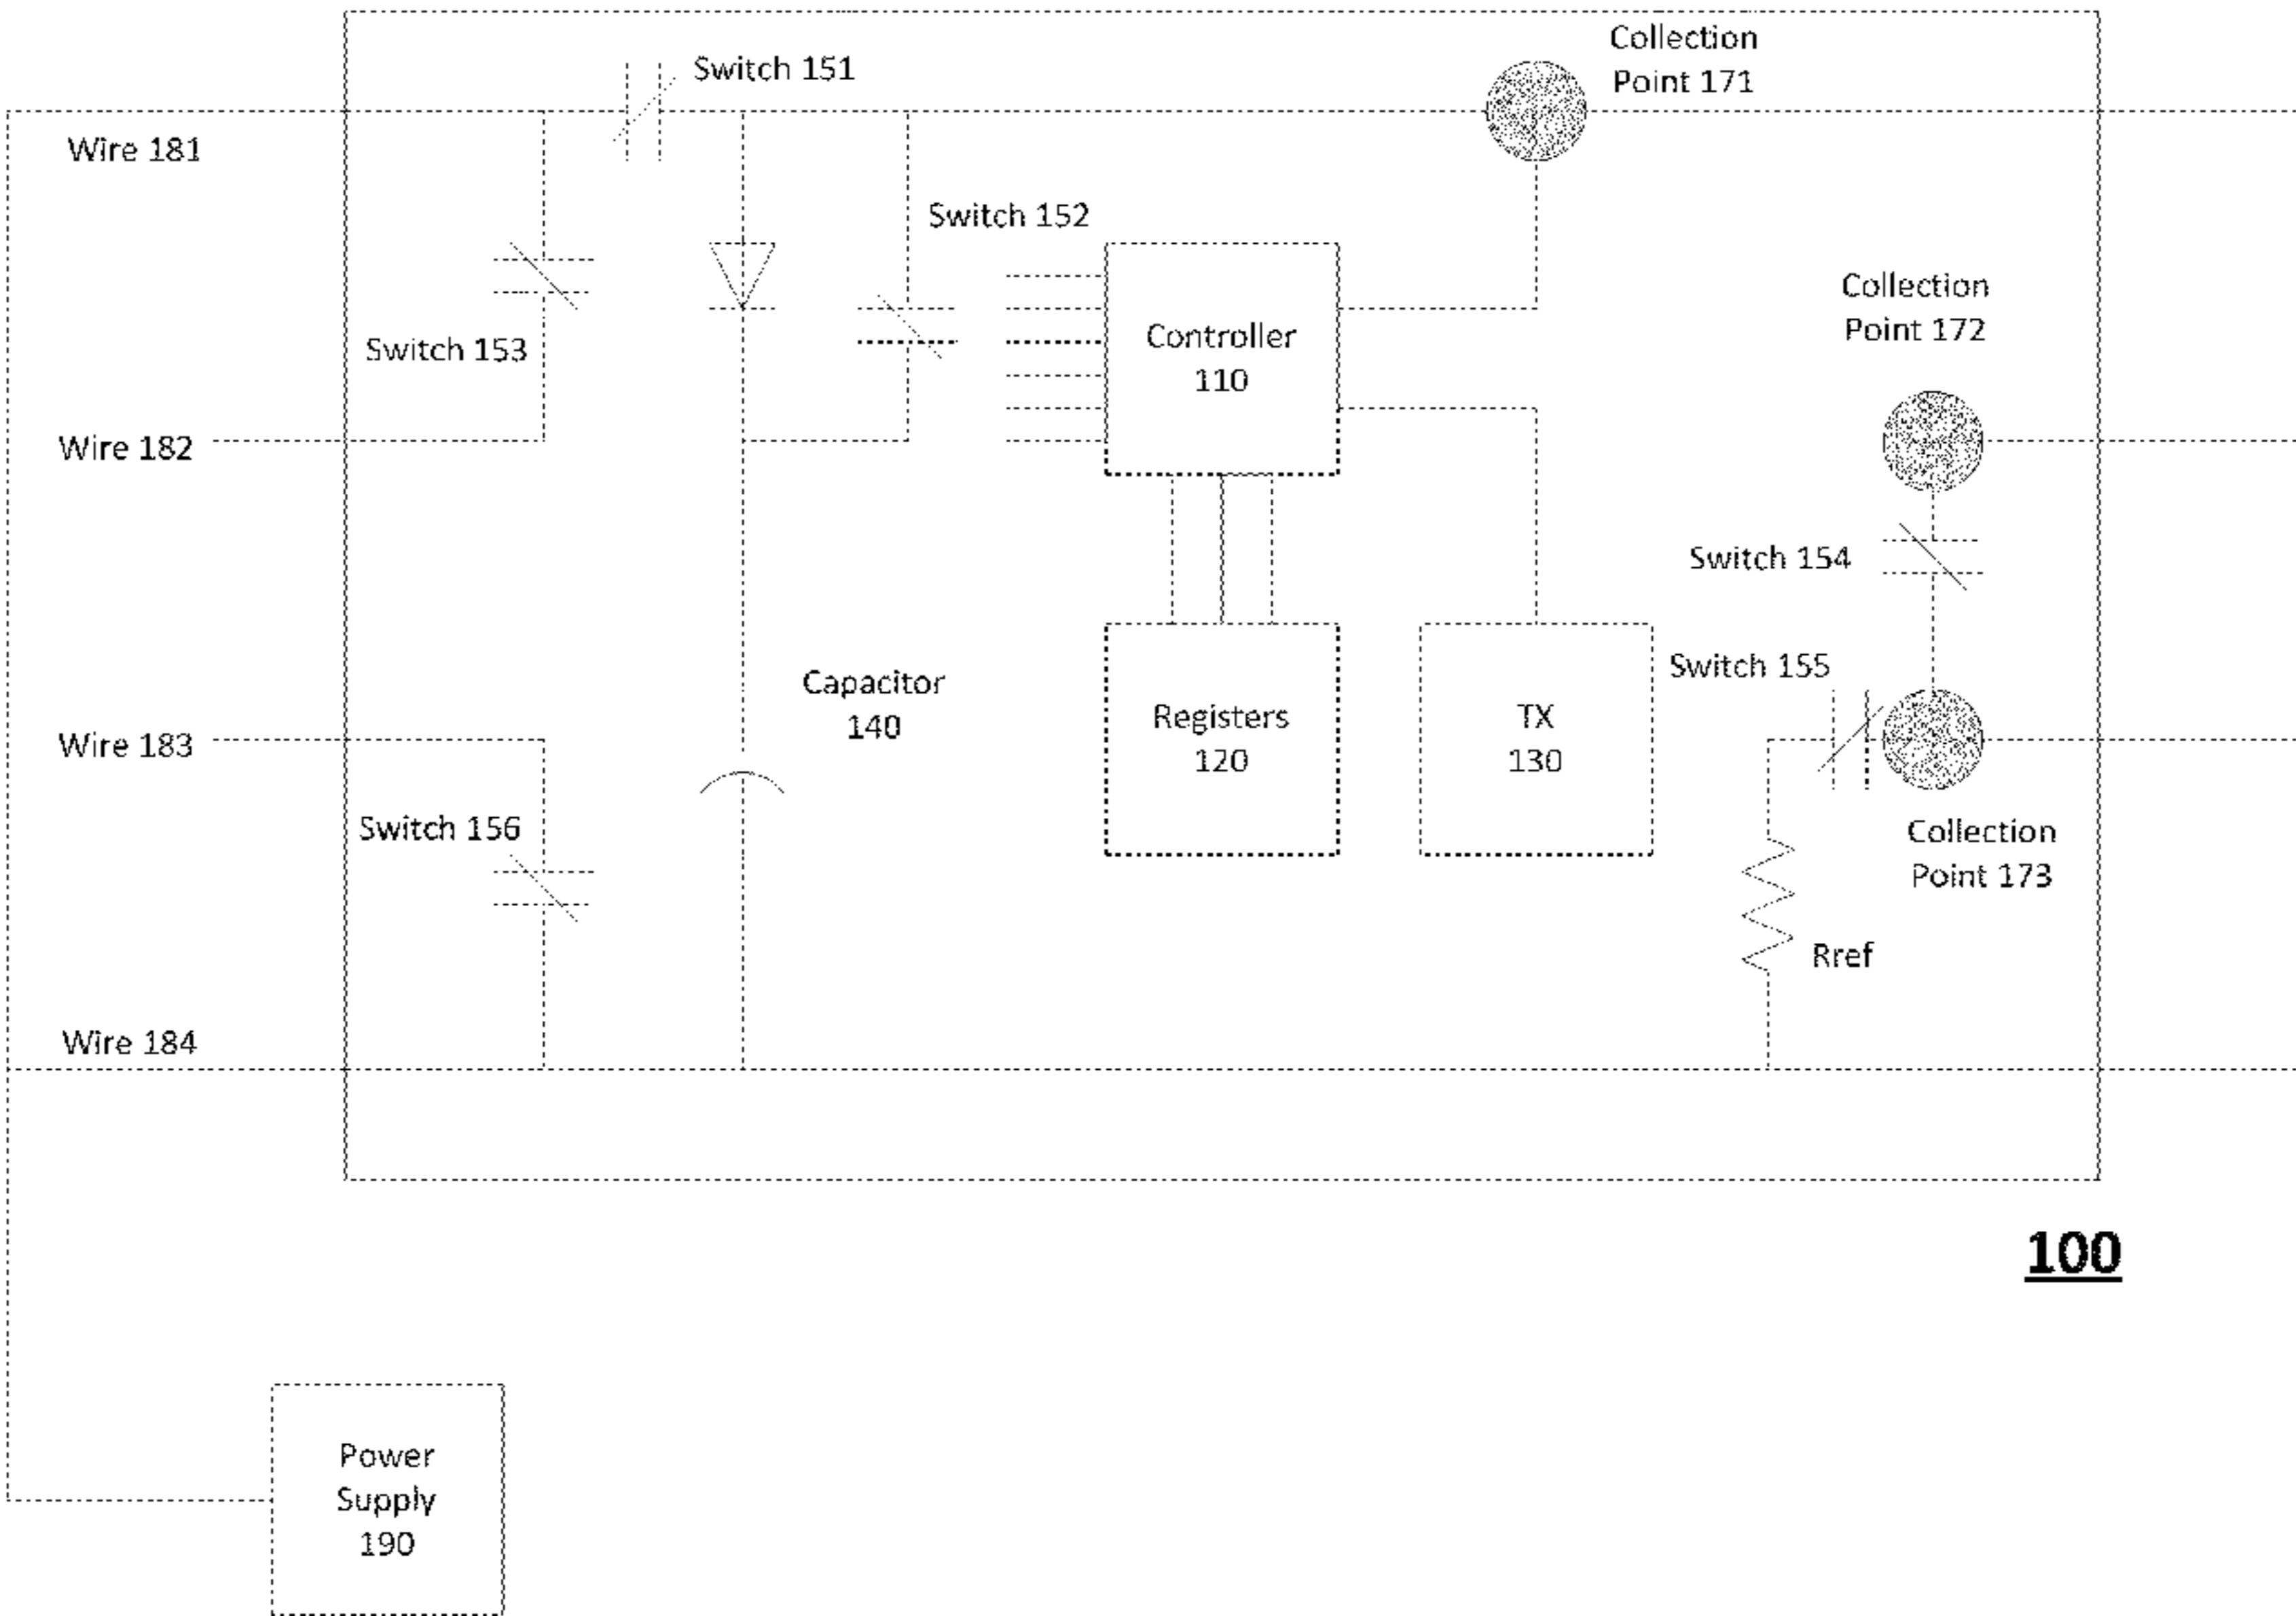 Collection
Point 171
Switch 151
Wire 181
Switch 152
Collection
Point 172
Controller
110
Switch 153
Wire 182
Switch 154
Switch 155
Capacitor
140
Registers
120
TX
130
Wire 183
Switch 156
Collection
Point 173
Rref
Wire 184
100
Power
Supply
190